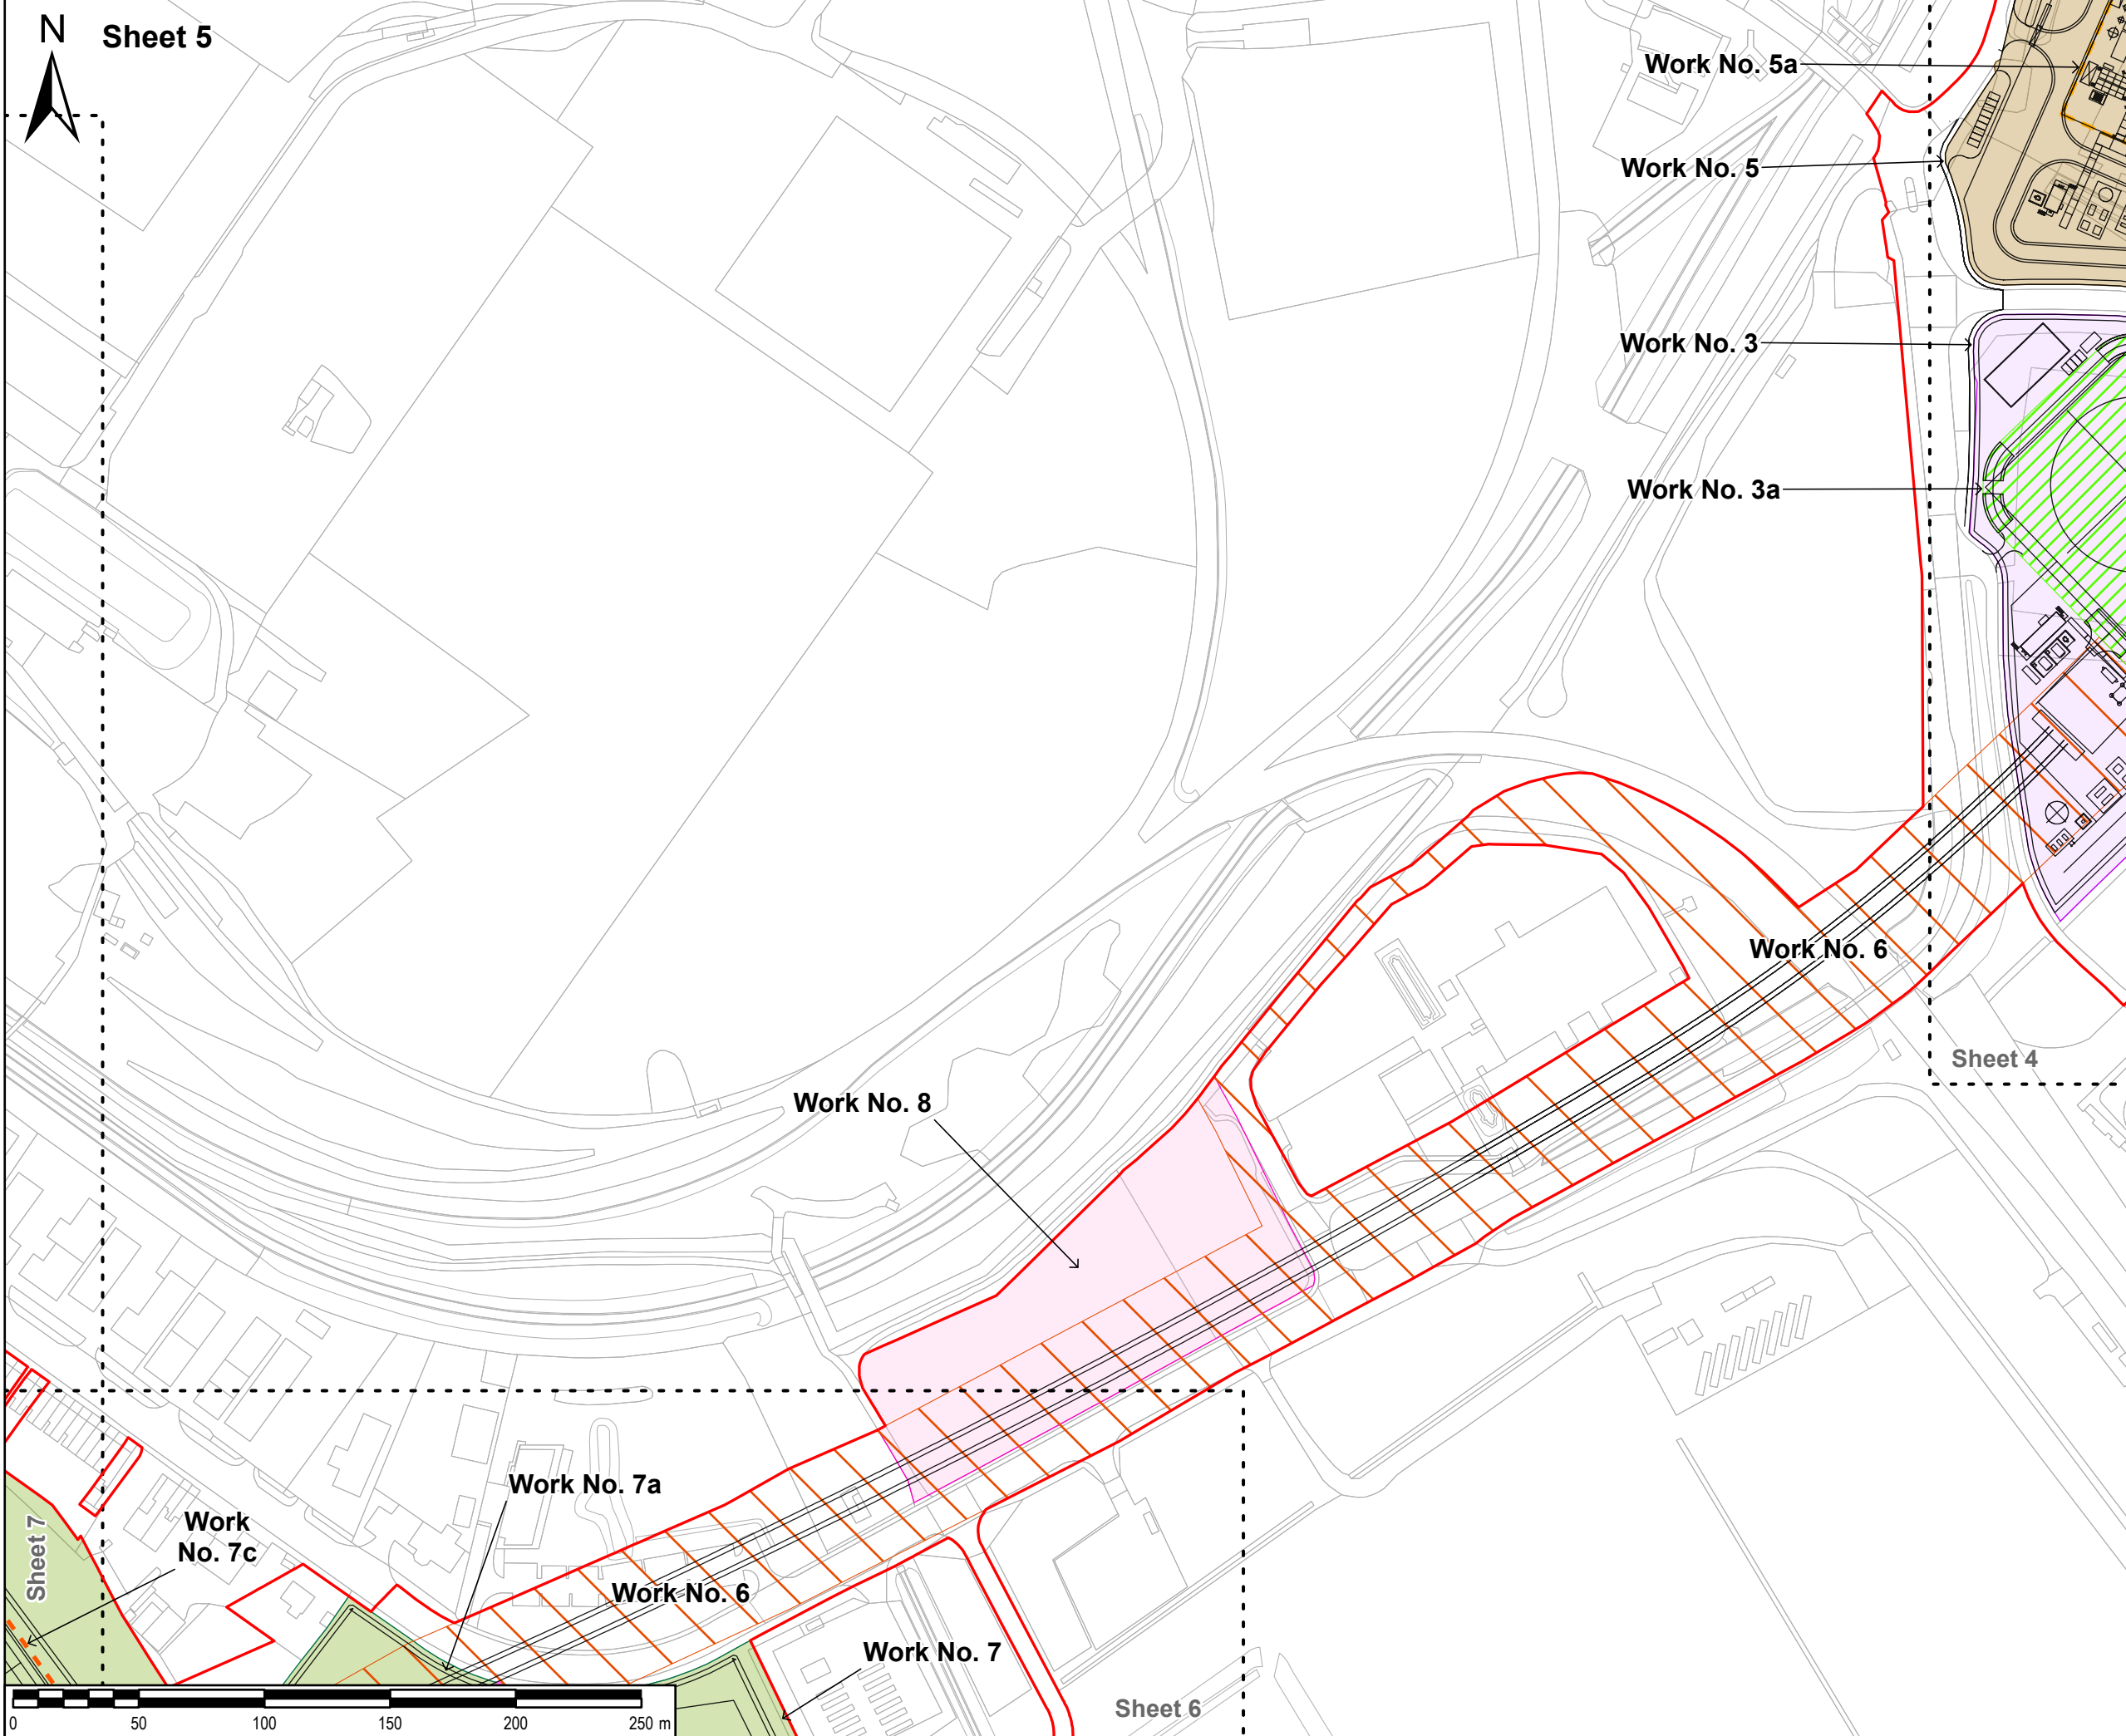 N
Sheet 5
Work No. 5a
Work No. 5
Work No. 3
Work No. 3a
Work No. 6
Sheet 4
Work No. 8
Work No. 7a
Work
No. 7c
Sheet 7
Work No. 6
Work No. 7
Sheet 6
0 50 100 150 200 250 m